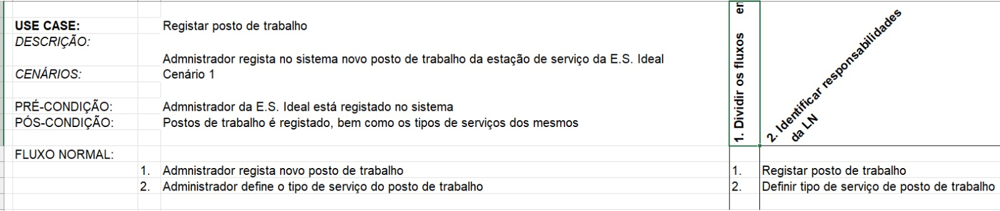 USE CASE: Registar posto de trabalho
DESCRIÇÃO:
Admnistrador regista no sistema novo posto de trabalho da estação de serviço da E.S. Ideal
CENÁRIOS: Cenário 1
PRÉ-CONDIÇÃO: Admnistrador da E.S. Ideal está registado no sistema
PÓS-CONDIÇÃO: Postos de trabalho é registado, bem como os tipos de serviços dos mesmos
1. Dividir os fluxos en
2. Identificar responsabilidades
da LN
FLUXO NORMAL:
1. Admnistrador regista novo posto de trabalho 1. Registar posto de trabalho
2. Administrador define o tipo de serviço do posto de trabalho 2. Definir tipo de serviço de posto de trabalho